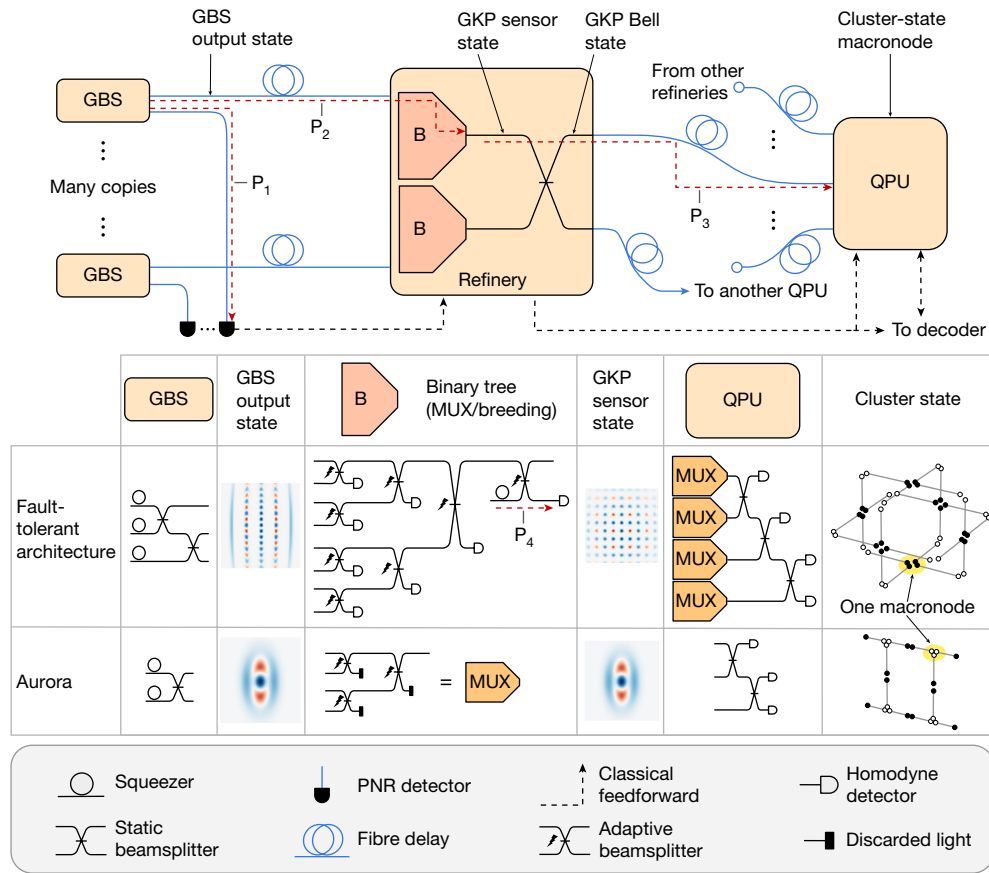 GBS
output state
GKP sensor
state
GKP Bell
state
Cluster-state
macronode
From other
refineries
GBS
P2
B
QPU
Many copies
P1
P3
B
GBS
Refinery
To another QPU
To decoder
GBS
GBS
output
state
B
Binary tree
(MUX/breeding)
GKP
sensor
state
QPU
Cluster state
Fault-
tolerant
architecture
P4
MUX
MUX
MUX
MUX
One macronode
Aurora
=
MUX
Squeezer
PNR detector
Classical
feedforward
Homodyne
detector
Static
beamsplitter
Fibre delay
Adaptive
beamsplitter
Discarded light